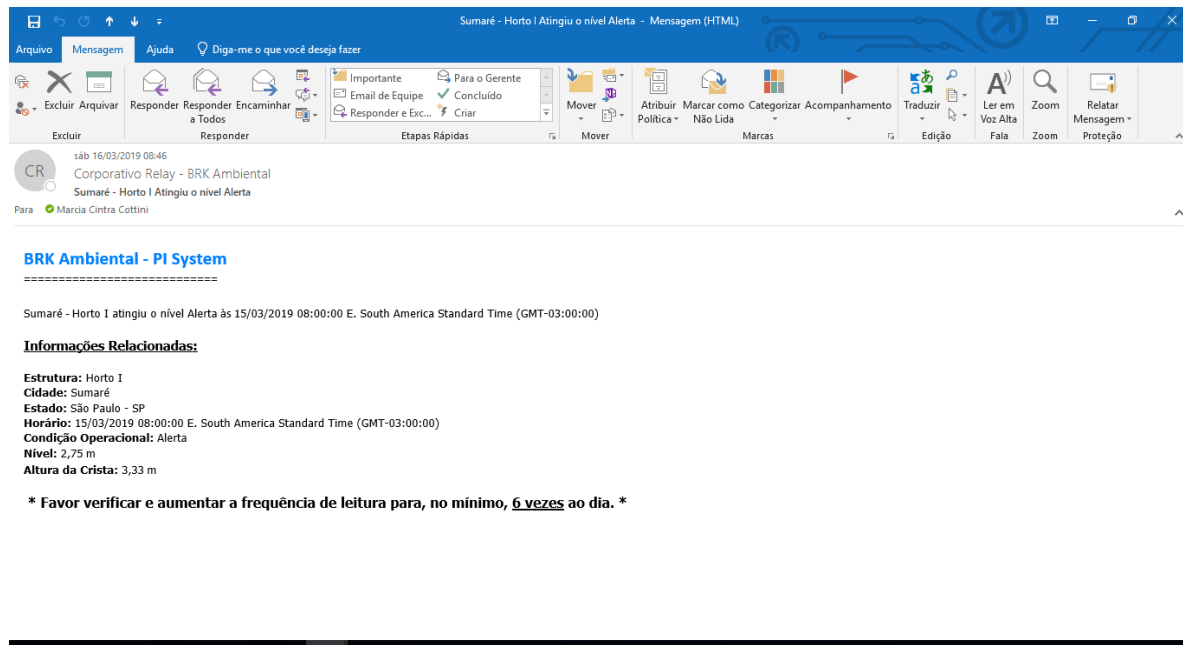 Sumaré - Horto I Atingiu o nível Alerta - Mensagem (HTML)
Arquivo Mensagem Ajuda Diga-me o que você deseja fazer
Excluir Arquivar
Responder Responder a Todos Encaminhar
Importante Para o Gerente
Email de Equipe Concluído
Responder e Exc... Criar
Mover
Atribuir Política Marcar como Não Lida Categorizar Acompanhamento
Traduzir
Ler em Voz Alta
Zoom
Relatar Mensagem
Excluir Responder Etapas Rápidas Mover Marcas Edição Fala Zoom Proteção
sáb 16/03/2019 08:46
CR Corporativo Relay - BRK Ambiental
Sumaré - Horto I Atingiu o nível Alerta
Para Marcia Cintra Cottini
BRK Ambiental - PI System
============================
Sumaré - Horto I atingiu o nível Alerta às 15/03/2019 08:00:00 E. South America Standard Time (GMT-03:00:00)
Informações Relacionadas:
Estrutura: Horto I
Cidade: Sumaré
Estado: São Paulo - SP
Horário: 15/03/2019 08:00:00 E. South America Standard Time (GMT-03:00:00)
Condição Operacional: Alerta
Nível: 2,75 m
Altura da Crista: 3,33 m
* Favor verificar e aumentar a frequência de leitura para, no mínimo, 6 vezes ao dia. *